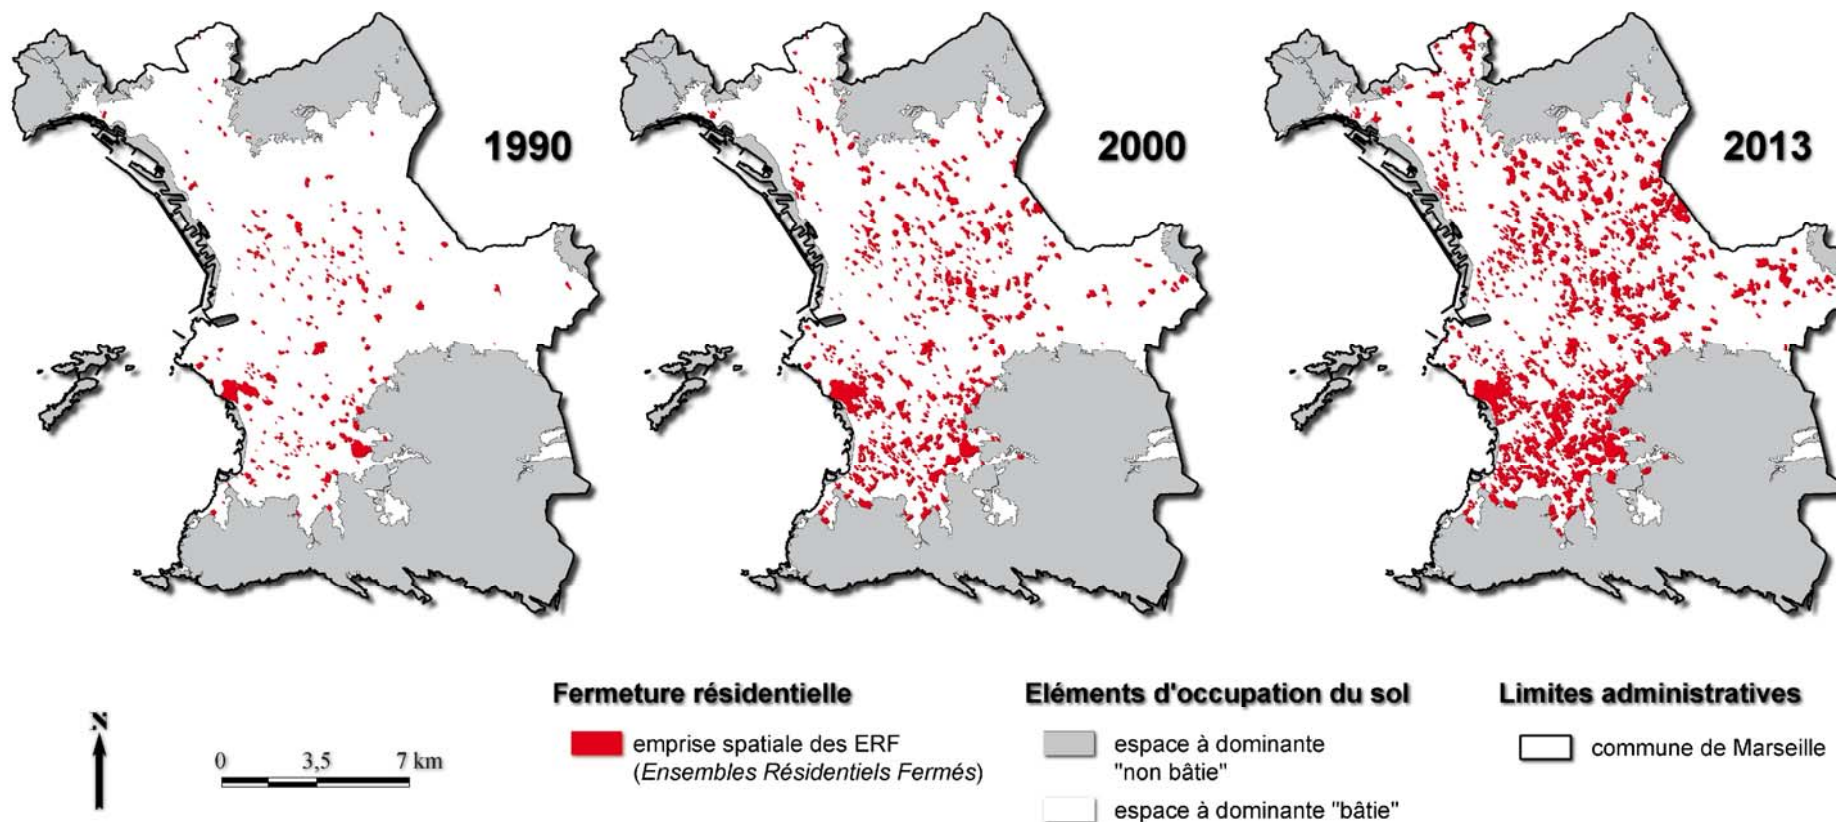 1990
2000
2013
Fermeture résidentielle
emprise spatiale des ERF
(Ensembles Résidentiels Fermés)
Eléments d'occupation du sol
espace à dominante
"non bâtie"
espace à dominante "bâtie"
Limites administratives
commune de Marseille
N
0 3,5 7 km